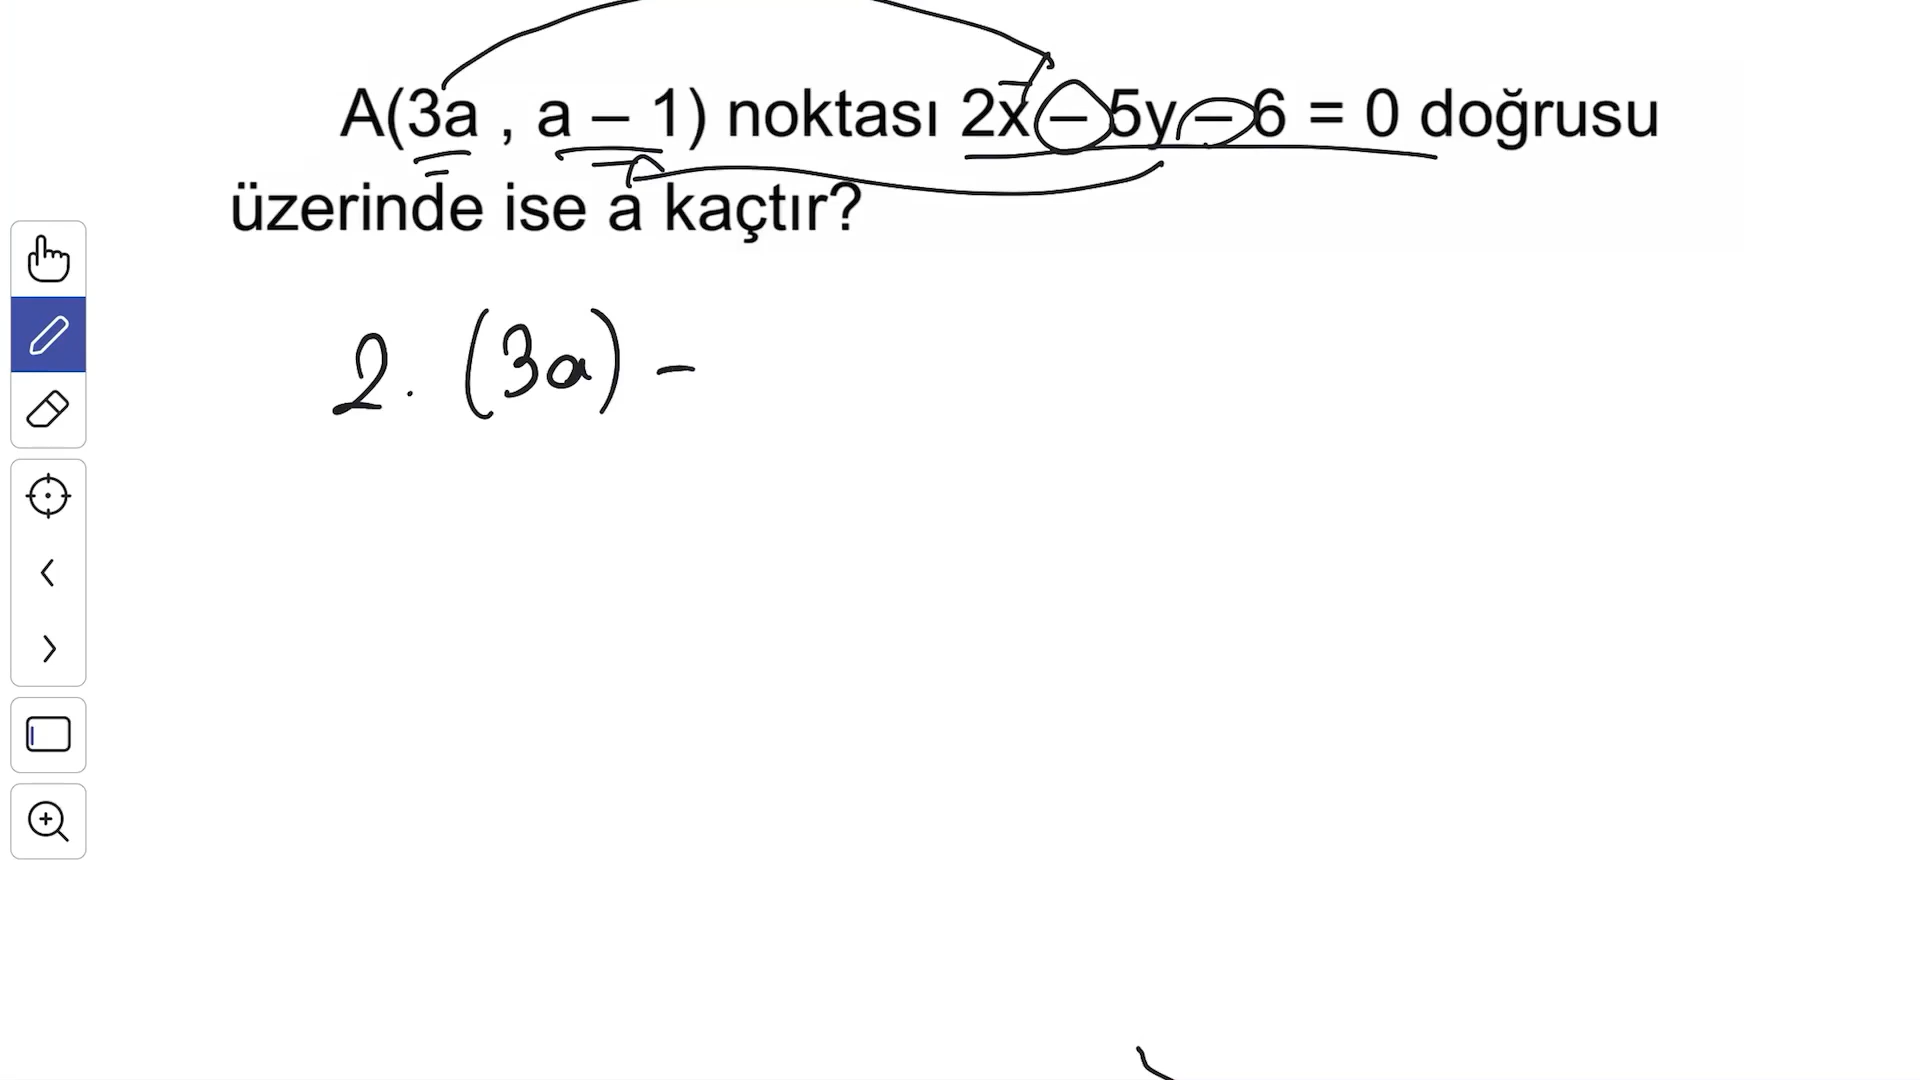 A(3a , a – 1) noktası 2x – 5y – 6 = 0 doğrusu
üzerinde ise a kaçtır?
2. (3a) -